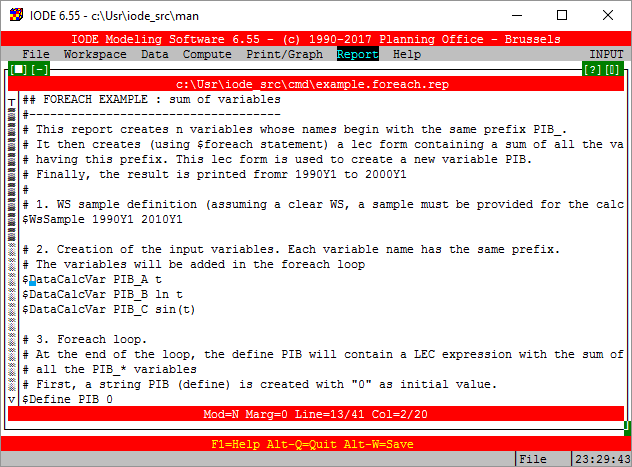 IODE 6.55 - c:\Usr\iode_src\man
IODE Modeling Software 6.55 - (c) 1990-2017 Planning Office - Brussels
File Workspace Data Compute Print/Graph Report Help INPUT
[■][-] [?][▯]
c:\Usr\iode_src\cmd\example.foreach.rep
## FOREACH EXAMPLE : sum of variables
#-----------------------------------
# This report creates n variables whose names begin with the same prefix PIB_.
# It then creates (using $foreach statement) a lec form containing a sum of all the va
# having this prefix. This lec form is used to create a new variable PIB.
# Finally, the result is printed fromr 1990Y1 to 2000Y1
#
# 1. WS sample definition (assuming a clear WS, a sample must be provided for the calc
$WsSample 1990Y1 2010Y1
# 2. Creation of the input variables. Each variable name has the same prefix.
# The variables will be added in the foreach loop
$DataCalcVar PIB_A t
$DataCalcVar PIB_B ln t
$DataCalcVar PIB_C sin(t)
# 3. Foreach loop.
# At the end of the loop, the define PIB will contain a LEC expression with the sum of
# all the PIB_* variables
# First, a string PIB (define) is created with "0" as initial value.
$Define PIB 0
Mod=N Marg=0 Line=13/41 Col=2/20
F1=Help Alt-Q=Quit Alt-W=Save
File 23:29:43